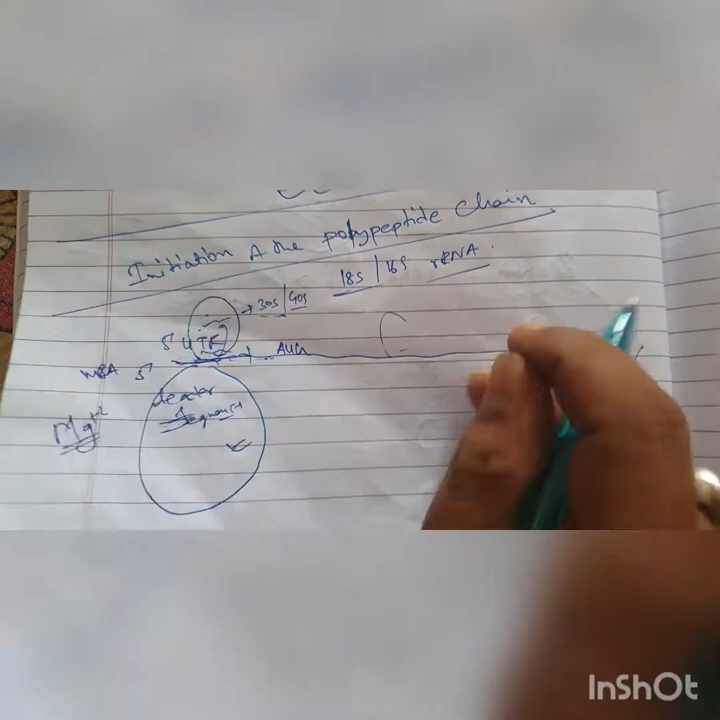 Initiation of the polypeptide chain
18S/16S rRNA.
→ 30S/40S
5' UTR
AUG
mRNA 5'
leader
sequence
Mg+2
InShOt